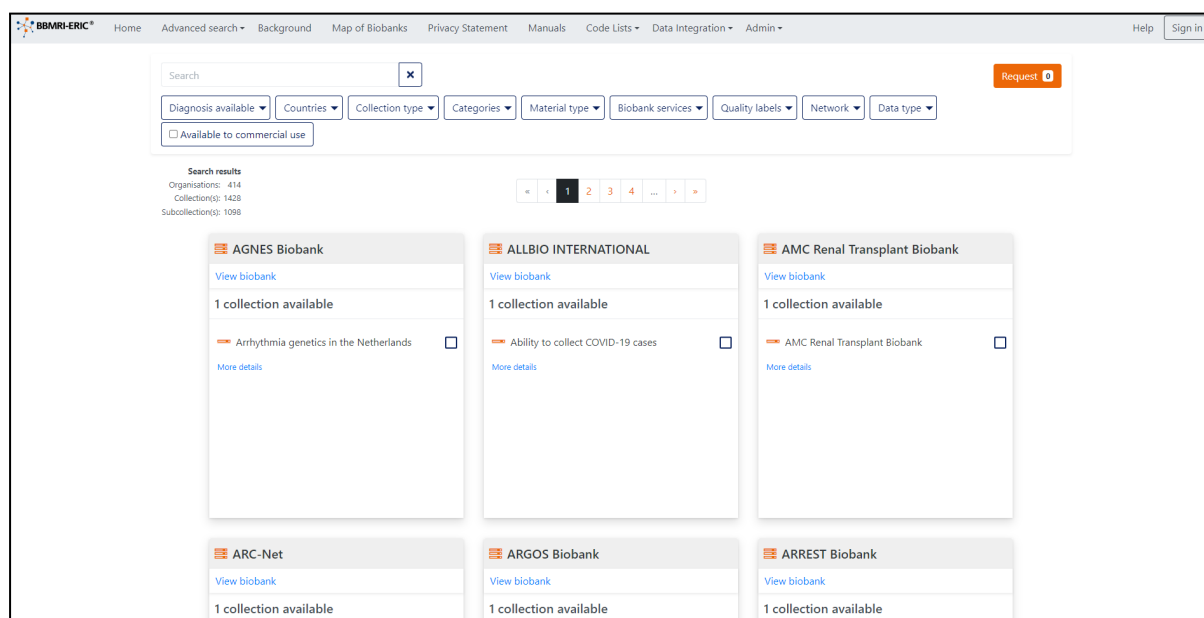 BBMRI-ERIC® Home Advanced search Background Map of Biobanks Privacy Statement Manuals Code Lists Data Integration Admin Help Sign in
Search × Request 0
Diagnosis available Countries Collection type Categories Material type Biobank services Quality labels Network Data type
Available to commercial use
Search results
Organisations: 414
Collection(s): 1428
Subcollection(s): 1098
« ‹ 1 2 3 4 ... › »
AGNES Biobank ALLBIO INTERNATIONAL AMC Renal Transplant Biobank
View biobank View biobank View biobank
1 collection available 1 collection available 1 collection available
Arrhythmia genetics in the Netherlands Ability to collect COVID-19 cases AMC Renal Transplant Biobank
More details More details More details
ARC-Net ARGOS Biobank ARREST Biobank
View biobank View biobank View biobank
1 collection available 1 collection available 1 collection available